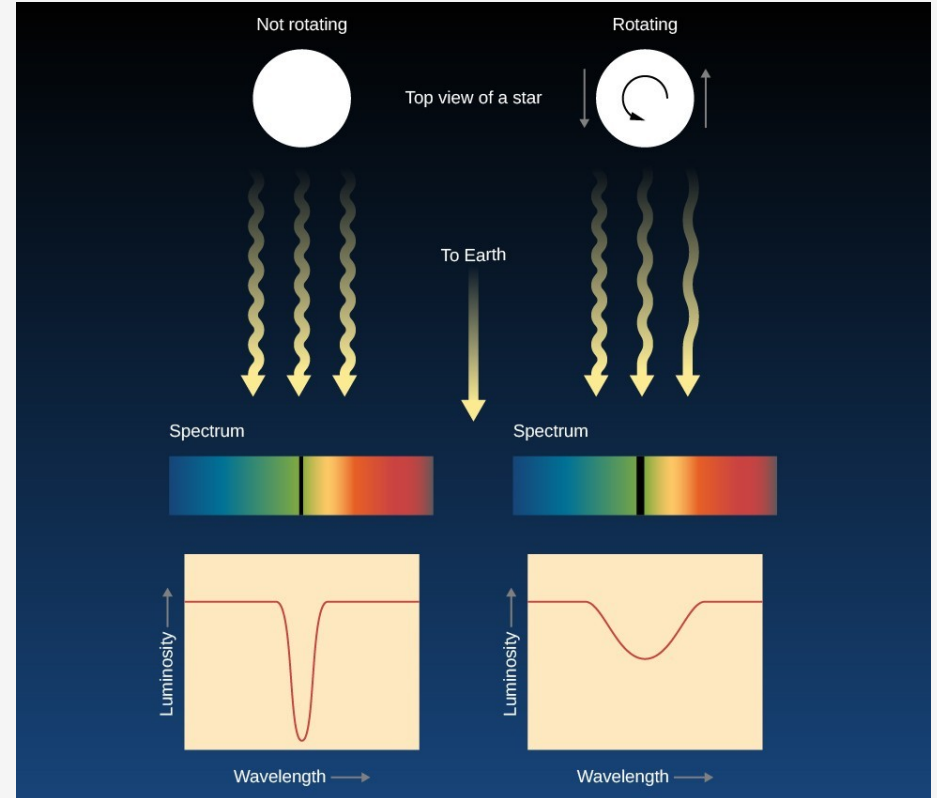 Not rotating
Rotating
Top view of a star
To Earth
Spectrum
Spectrum
Luminosity
Luminosity
Wavelength
Wavelength